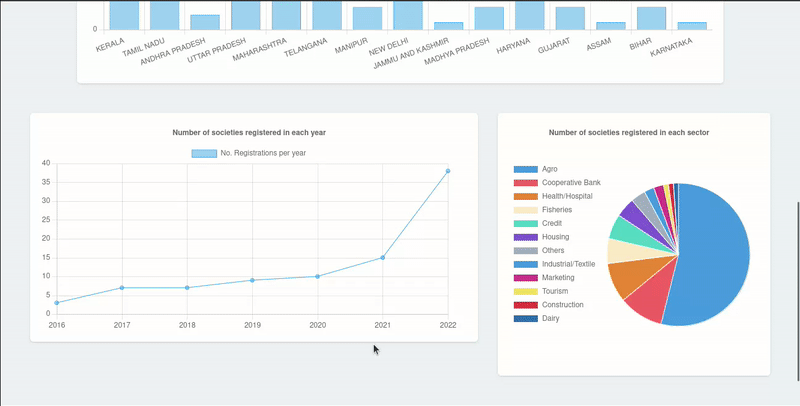 0
KERALA
TAMIL NADU
ANDHRA PRADESH
UTTAR PRADESH
MAHARASHTRA
TELANGANA
MANIPUR
NEW DELHI
JAMMU AND KASHMIR
MADHYA PRADESH
HARYANA
GUJARAT
ASSAM
BIHAR
KARNATAKA
Number of societies registered in each year
No. Registrations per year
40
35
30
25
20
15
10
5
0
2016 2017 2018 2019 2020 2021 2022
Number of societies registered in each sector
Agro
Cooperative Bank
Health/Hospital
Fisheries
Credit
Housing
Others
Industrial/Textile
Marketing
Tourism
Construction
Dairy